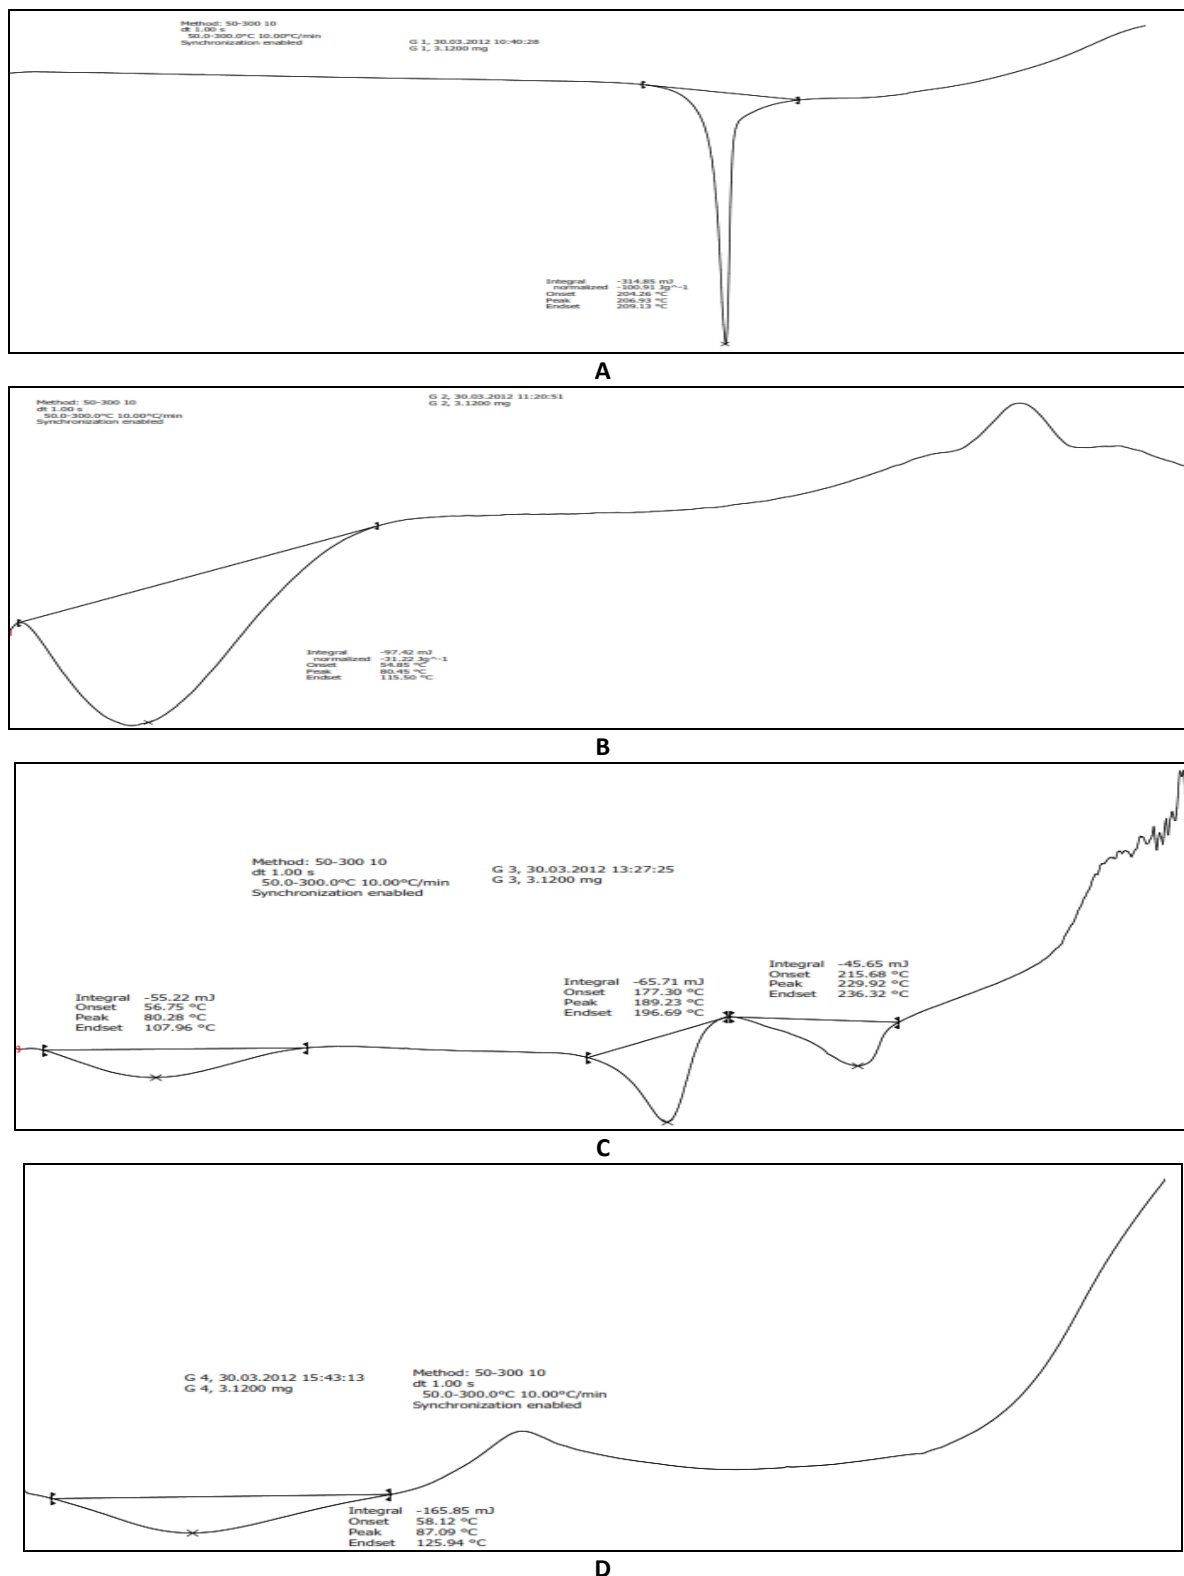 Method: 50-300 10
dt 1.00 s
50.0-300.0°C 10.00°C/min
Synchronization enabled
G 1, 30.03.2012 10:40:28
G 1, 3.1200 mg
Integral -314.85 mJ
normalized -100.91 Jg^-1
Onset 204.26 °C
Peak 206.93 °C
Endset 209.13 °C
A
Method: 50-300 10
dt 1.00 s
50.0-300.0°C 10.00°C/min
Synchronization enabled
G 2, 30.03.2012 11:20:51
G 2, 3.1200 mg
Integral -97.42 mJ
normalized -31.22 Jg^-1
Onset 54.85 °C
Peak 80.45 °C
Endset 115.50 °C
B
Method: 50-300 10
dt 1.00 s
50.0-300.0°C 10.00°C/min
Synchronization enabled
G 3, 30.03.2012 13:27:25
G 3, 3.1200 mg
Integral -55.22 mJ
Onset 56.75 °C
Peak 80.28 °C
Endset 107.96 °C
Integral -65.71 mJ
Onset 177.30 °C
Peak 189.23 °C
Endset 196.69 °C
Integral -45.65 mJ
Onset 215.68 °C
Peak 229.92 °C
Endset 236.32 °C
C
G 4, 30.03.2012 15:43:13
G 4, 3.1200 mg
Method: 50-300 10
dt 1.00 s
50.0-300.0°C 10.00°C/min
Synchronization enabled
Integral -165.85 mJ
Onset 58.12 °C
Peak 87.09 °C
Endset 125.94 °C
D